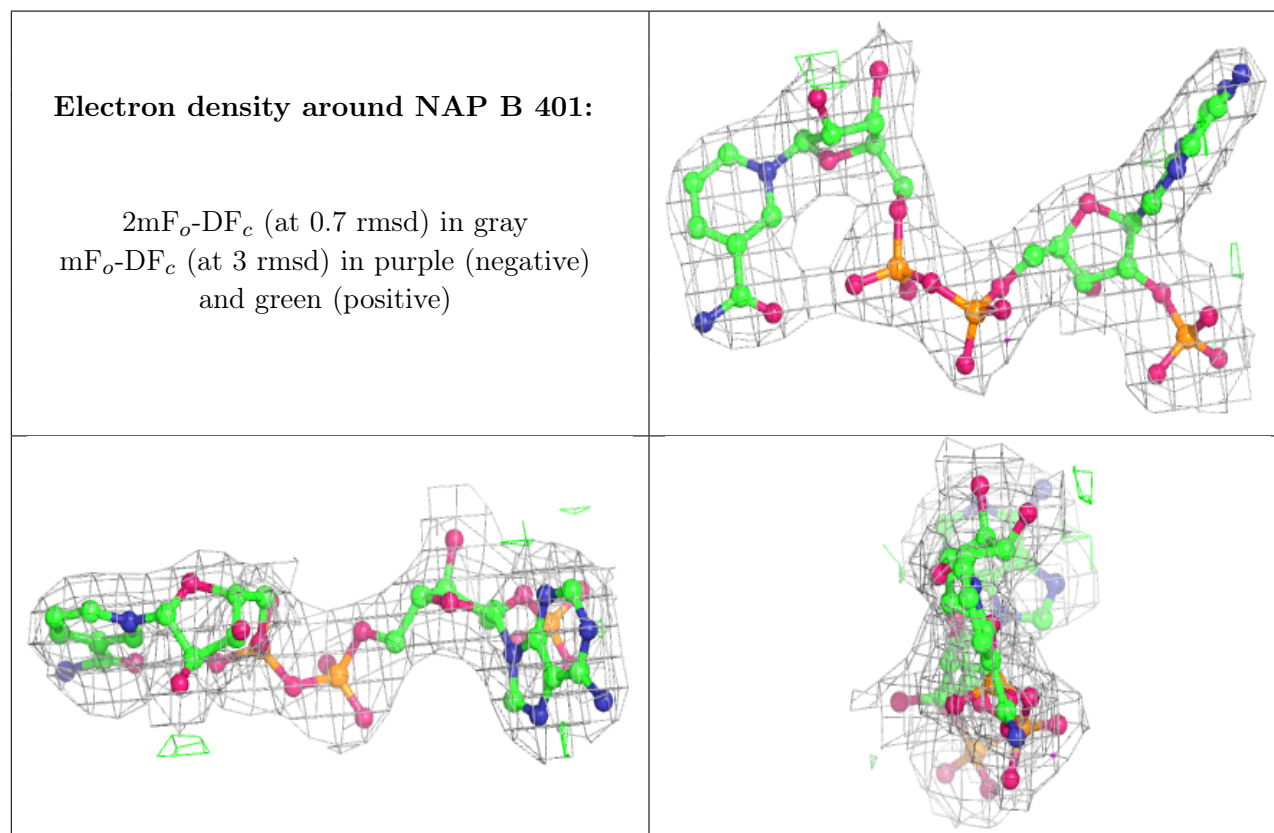 Electron density around NAP B 401:
2mFo-DFc (at 0.7 rmsd) in gray
mFo-DFc (at 3 rmsd) in purple (negative)
and green (positive)